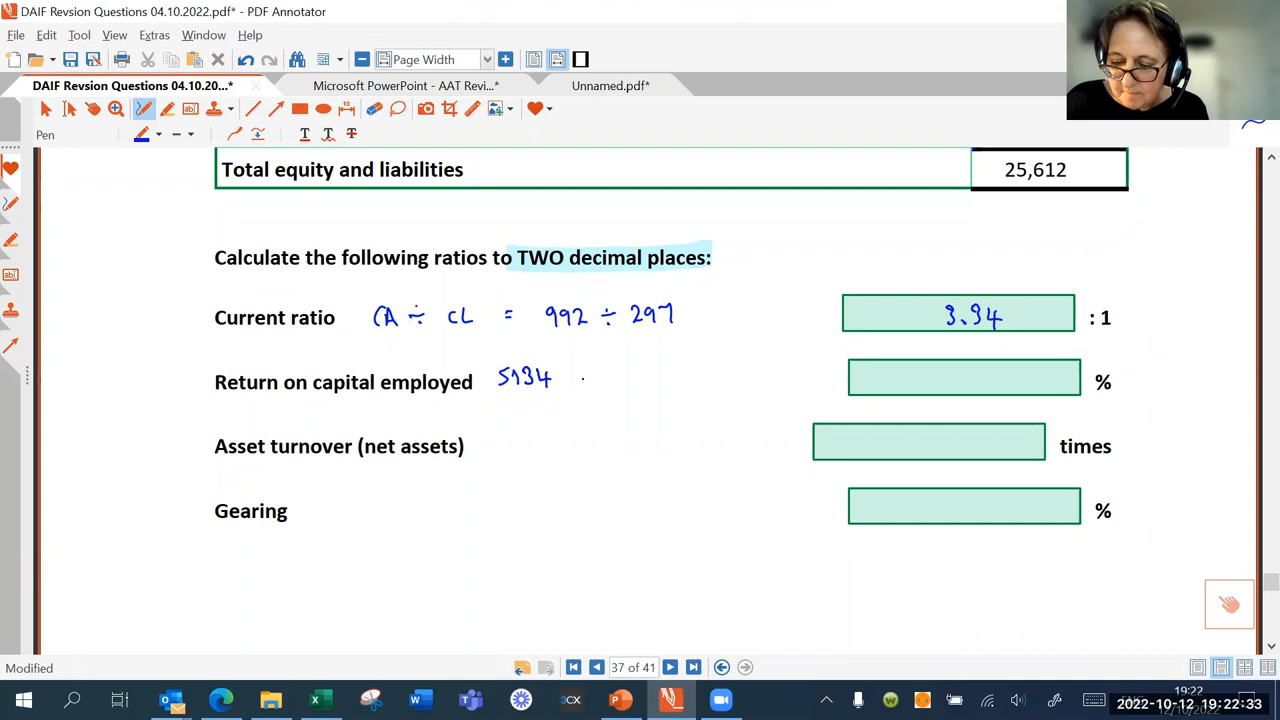 DAIF Revsion Questions 04.10.2022.pdf* - PDF Annotator
File Edit Tool View Extras Window Help
Page Width
DAIF Revsion Questions 04.10.20...* Microsoft PowerPoint - AAT Revi...* Unnamed.pdf*
Pen
Total equity and liabilities 25,612
Calculate the following ratios to TWO decimal places:
Current ratio CA ÷ CL = 992 ÷ 297 3.34 : 1
Return on capital employed 5134 %
Asset turnover (net assets) times
Gearing %
37 of 41
Modified
19:22
2022-10-12 19:22:33